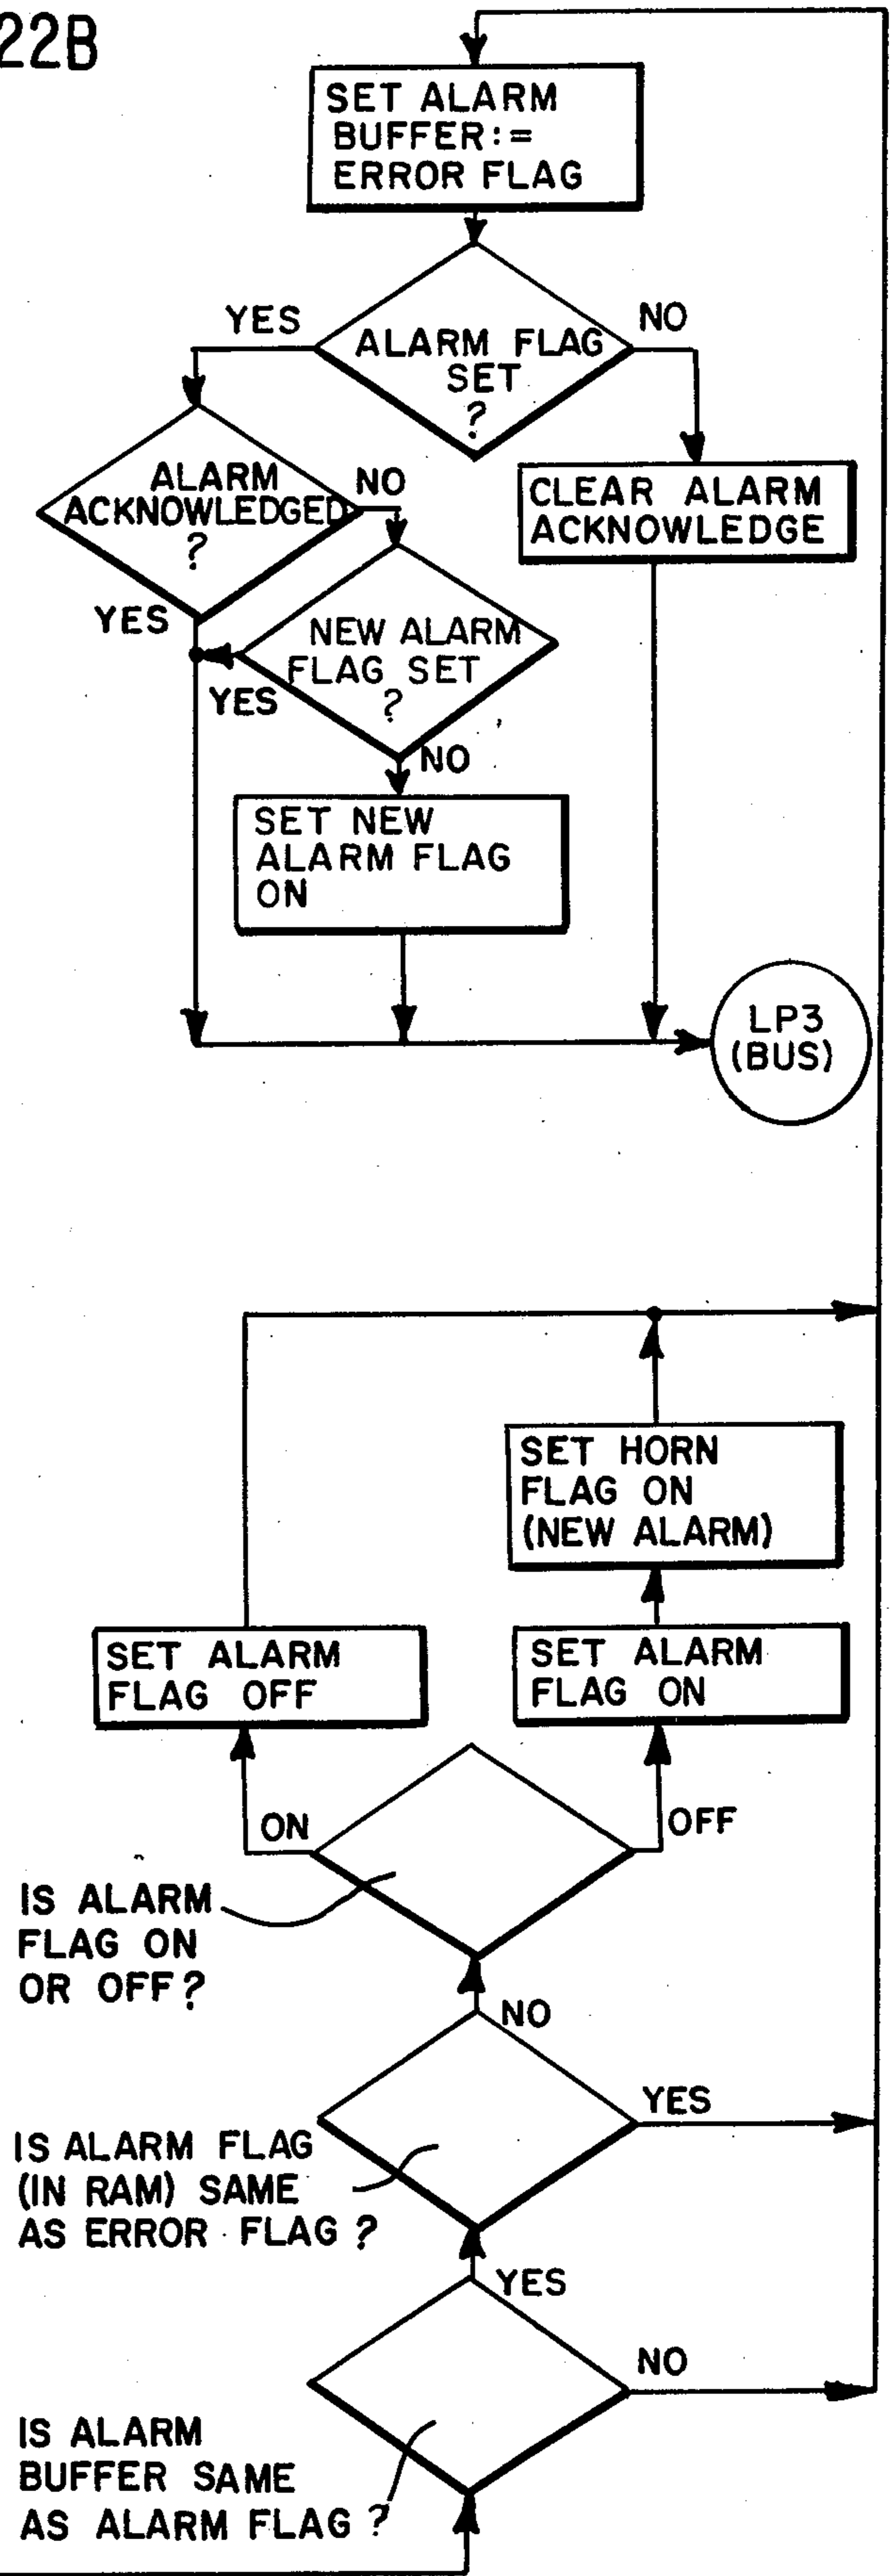 22B
SET ALARM
BUFFER:=
ERROR FLAG
YES
NO
ALARM FLAG
SET
?
ALARM
ACKNOWLEDGED
?
NO
CLEAR ALARM
ACKNOWLEDGE
YES
NEW ALARM
FLAG SET
?
YES
NO
SET NEW
ALARM FLAG
ON
LP3
(BUS)
SET HORN
FLAG ON
(NEW ALARM)
SET ALARM
FLAG OFF
SET ALARM
FLAG ON
ON
OFF
IS ALARM
FLAG ON
OR OFF?
NO
YES
IS ALARM FLAG
(IN RAM) SAME
AS ERROR FLAG ?
YES
NO
IS ALARM
BUFFER SAME
AS ALARM FLAG ?